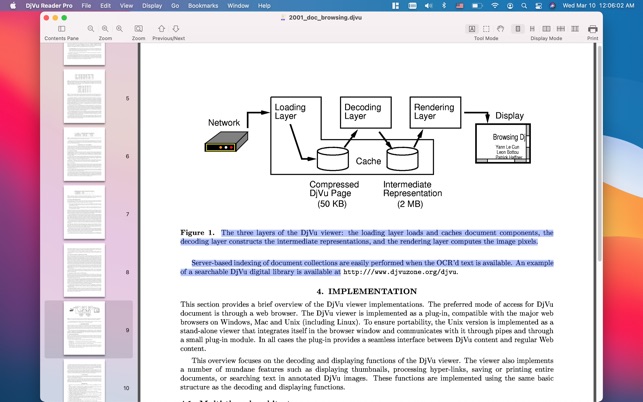 DjVu Reader Pro File Edit View Display Go Bookmarks Window Help Wed Mar 10 12:06:02 AM
2001_doc_browsing.djvu
Contents Pane Zoom Zoom Previous/Next Tool Mode Display Mode Print
5
6
7
8
9
10
Network
Loading
Layer
Decoding
Layer
Rendering
Layer
Display
Browsing Dj
Yann Le Cun
Leon Bottou
Patrick Haffner
Cache
Compressed
DjVu Page
(50 KB)
Intermediate
Representation
(2 MB)
Figure 1. The three layers of the DjVu viewer: the loading layer loads and caches document components, the
decoding layer constructs the intermediate representations, and the rendering layer computes the image pixels.
Server-based indexing of document collections are easily performed when the OCR'd text is available. An example
of a searchable DjVu digital library is available at http:///www.djvuzone.org/djvu.
4. IMPLEMENTATION
This section provides a brief overview of the DjVu viewer implementations. The preferred mode of access for DjVu
document is through a web browser. The DjVu viewer is implemented as a plug-in, compatible with the major web
browsers on Windows, Mac and Unix (including Linux). To ensure portability, the Unix version is implemented as a
stand-alone viewer that integrates itself in the browser window and communicates with it through pipes and through
a small plug-in module. In all cases the plug-in provides a seamless interface between DjVu content and regular Web
content.
This overview focuses on the decoding and displaying functions of the DjVu viewer. The viewer also implements
a number of mundane features such as displaying thumbnails, processing hyper-links, saving or printing entire
documents, or searching text in annotated DjVu images. These functions are implemented using the same basic
structure as the decoding and displaying functions.